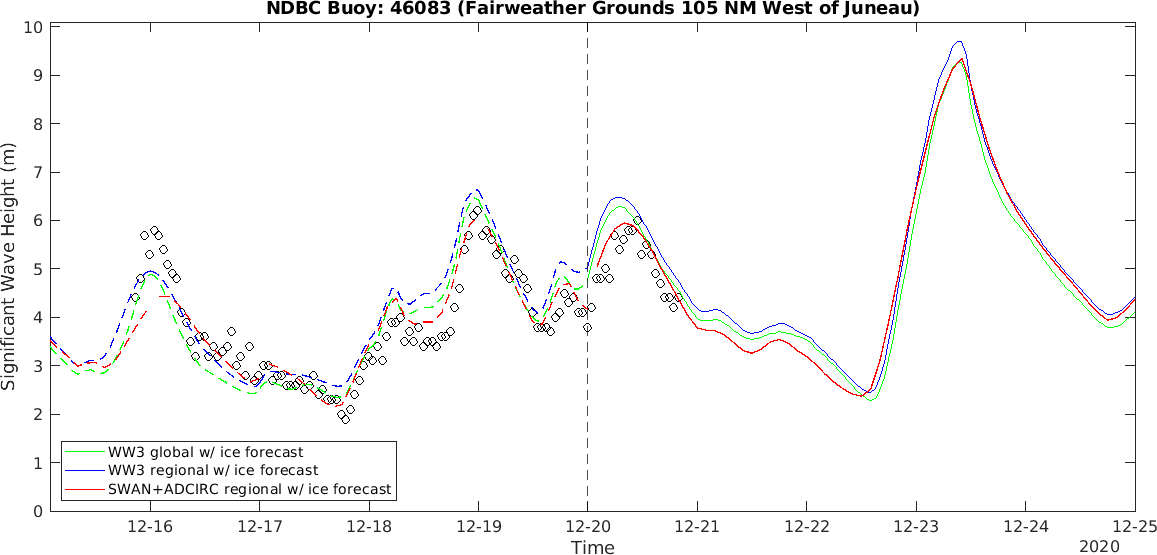 NDBC Buoy: 46083 (Fairweather Grounds 105 NM West of Juneau)
Significant Wave Height (m)
10
9
8
7
6
5
4
3
2
1
0
WW3 global w/ ice forecast
WW3 regional w/ ice forecast
SWAN+ADCIRC regional w/ ice forecast
12-16 12-17 12-18 12-19 12-20 12-21 12-22 12-23 12-24 12-25
Time
2020